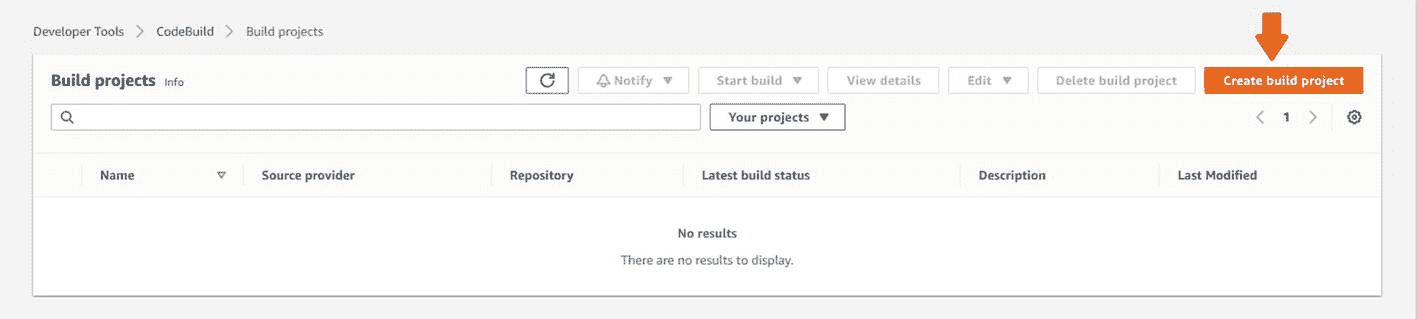 Developer Tools > CodeBuild > Build projects
Build projects Info Notify Start build View details Edit Delete build project Create build project
Your projects < 1 >
Name Source provider Repository Latest build status Description Last Modified
No results
There are no results to display.